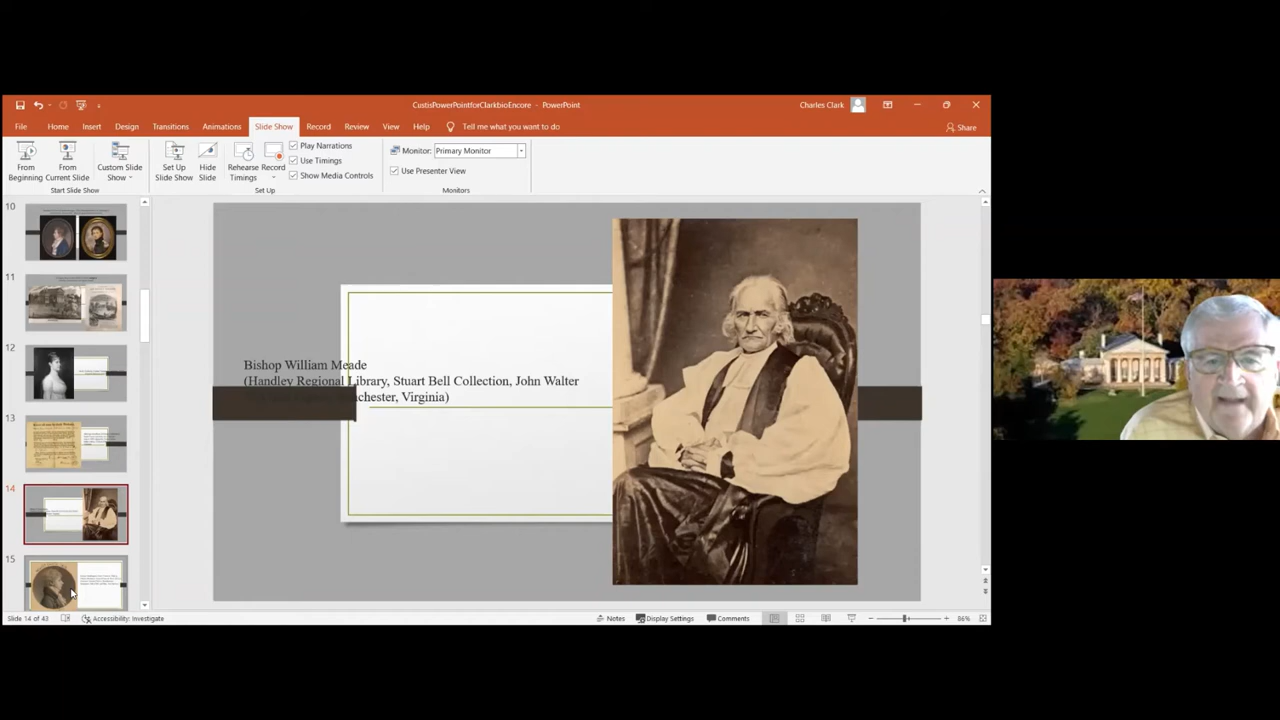 CustisPowerPointforClarkbioEncore - PowerPoint
Charles Clark
File Home Insert Design Transitions Animations Slide Show Record Review View Help Tell me what you want to do
Share
From Beginning
From Current Slide
Custom Slide Show
Start Slide Show
Set Up Slide Show
Hide Slide
Rehearse Timings
Record
Play Narrations
Use Timings
Show Media Controls
Set Up
Monitor: Primary Monitor
Use Presenter View
Monitors
10
11
12
13
14
15
Bishop William Meade
(Handley Regional Library, Stuart Bell Collection, John Walter
Virginia)
Slide 14 of 43
Accessibility: Investigate
Notes
Display Settings
Comments
86%